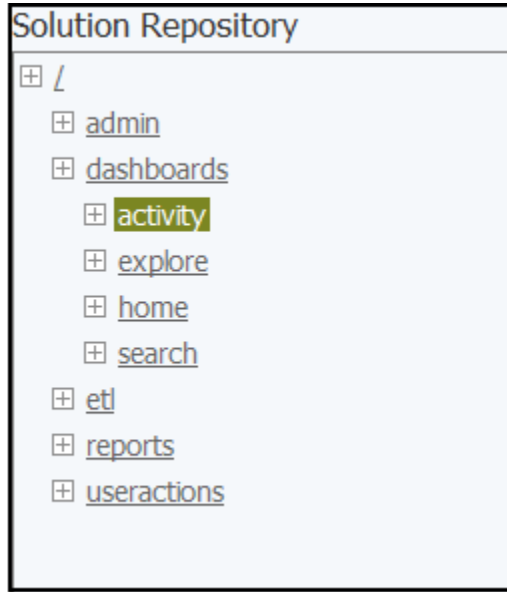 Solution Repository
/
admin
dashboards
activity
explore
home
search
etl
reports
useractions